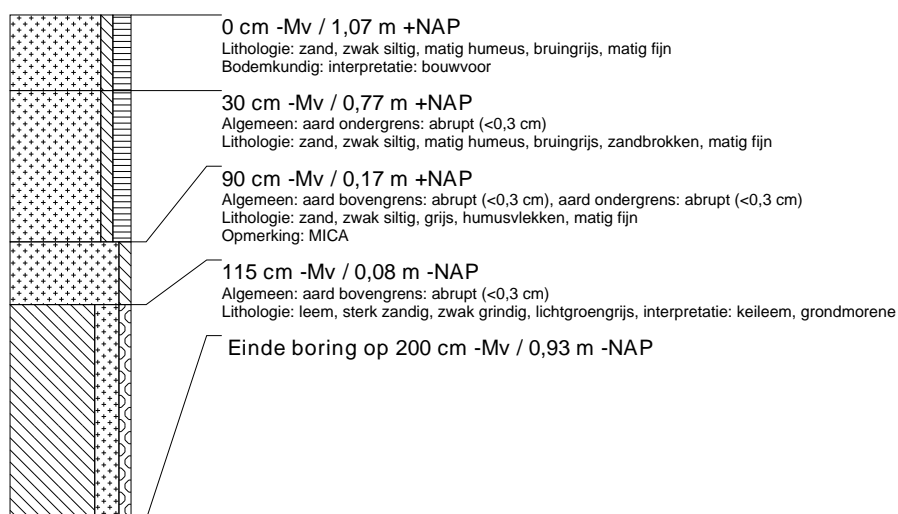 0 cm -Mv / 1,07 m +NAP
Lithologie: zand, zwak siltig, matig humeus, bruingrijs, matig fijn
Bodemkundig: interpretatie: bouwvoor
30 cm -Mv / 0,77 m +NAP
Algemeen: aard ondergrens: abrupt (<0,3 cm)
Lithologie: zand, zwak siltig, matig humeus, bruingrijs, zandbrokken, matig fijn
90 cm -Mv / 0,17 m +NAP
Algemeen: aard bovengrens: abrupt (<0,3 cm), aard ondergrens: abrupt (<0,3 cm)
Lithologie: zand, zwak siltig, grijs, humusvlekken, matig fijn
Opmerking: MICA
115 cm -Mv / 0,08 m -NAP
Algemeen: aard bovengrens: abrupt (<0,3 cm)
Lithologie: leem, sterk zandig, zwak grindig, lichtgroengrijs, interpretatie: keileem, grondmorene
Einde boring op 200 cm -Mv / 0,93 m -NAP